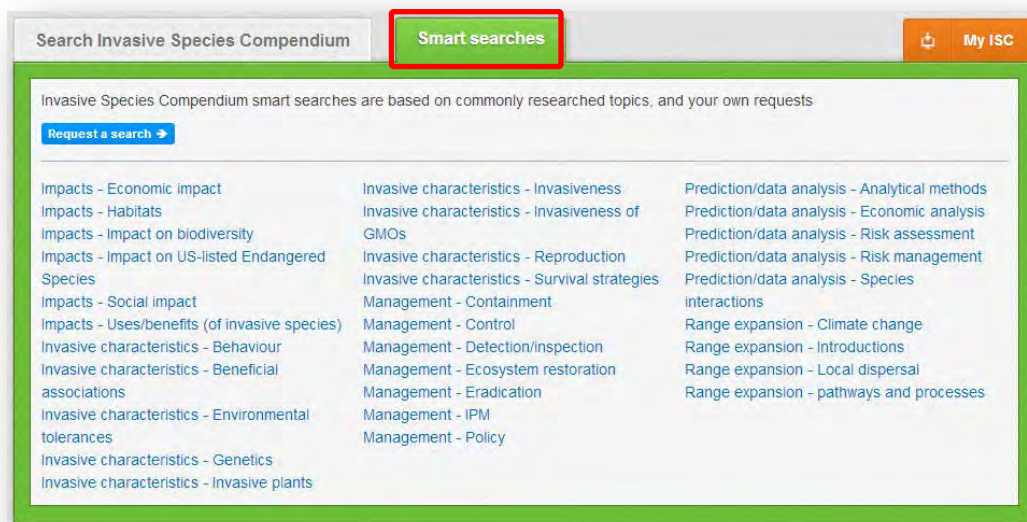 Search Invasive Species Compendium
Smart searches
My ISC
Invasive Species Compendium smart searches are based on commonly researched topics, and your own requests
Request a search →
Impacts - Economic impact
Impacts - Habitats
Impacts - Impact on biodiversity
Impacts - Impact on US-listed Endangered
Species
Impacts - Social impact
Impacts - Uses/benefits (of invasive species)
Invasive characteristics - Behaviour
Invasive characteristics - Beneficial
associations
Invasive characteristics - Environmental
tolerances
Invasive characteristics - Genetics
Invasive characteristics - Invasive plants
Invasive characteristics - Invasiveness
Invasive characteristics - Invasiveness of
GMOs
Invasive characteristics - Reproduction
Invasive characteristics - Survival strategies
Management - Containment
Management - Control
Management - Detection/inspection
Management - Ecosystem restoration
Management - Eradication
Management - IPM
Management - Policy
Prediction/data analysis - Analytical methods
Prediction/data analysis - Economic analysis
Prediction/data analysis - Risk assessment
Prediction/data analysis - Risk management
Prediction/data analysis - Species
interactions
Range expansion - Climate change
Range expansion - Introductions
Range expansion - Local dispersal
Range expansion - pathways and processes